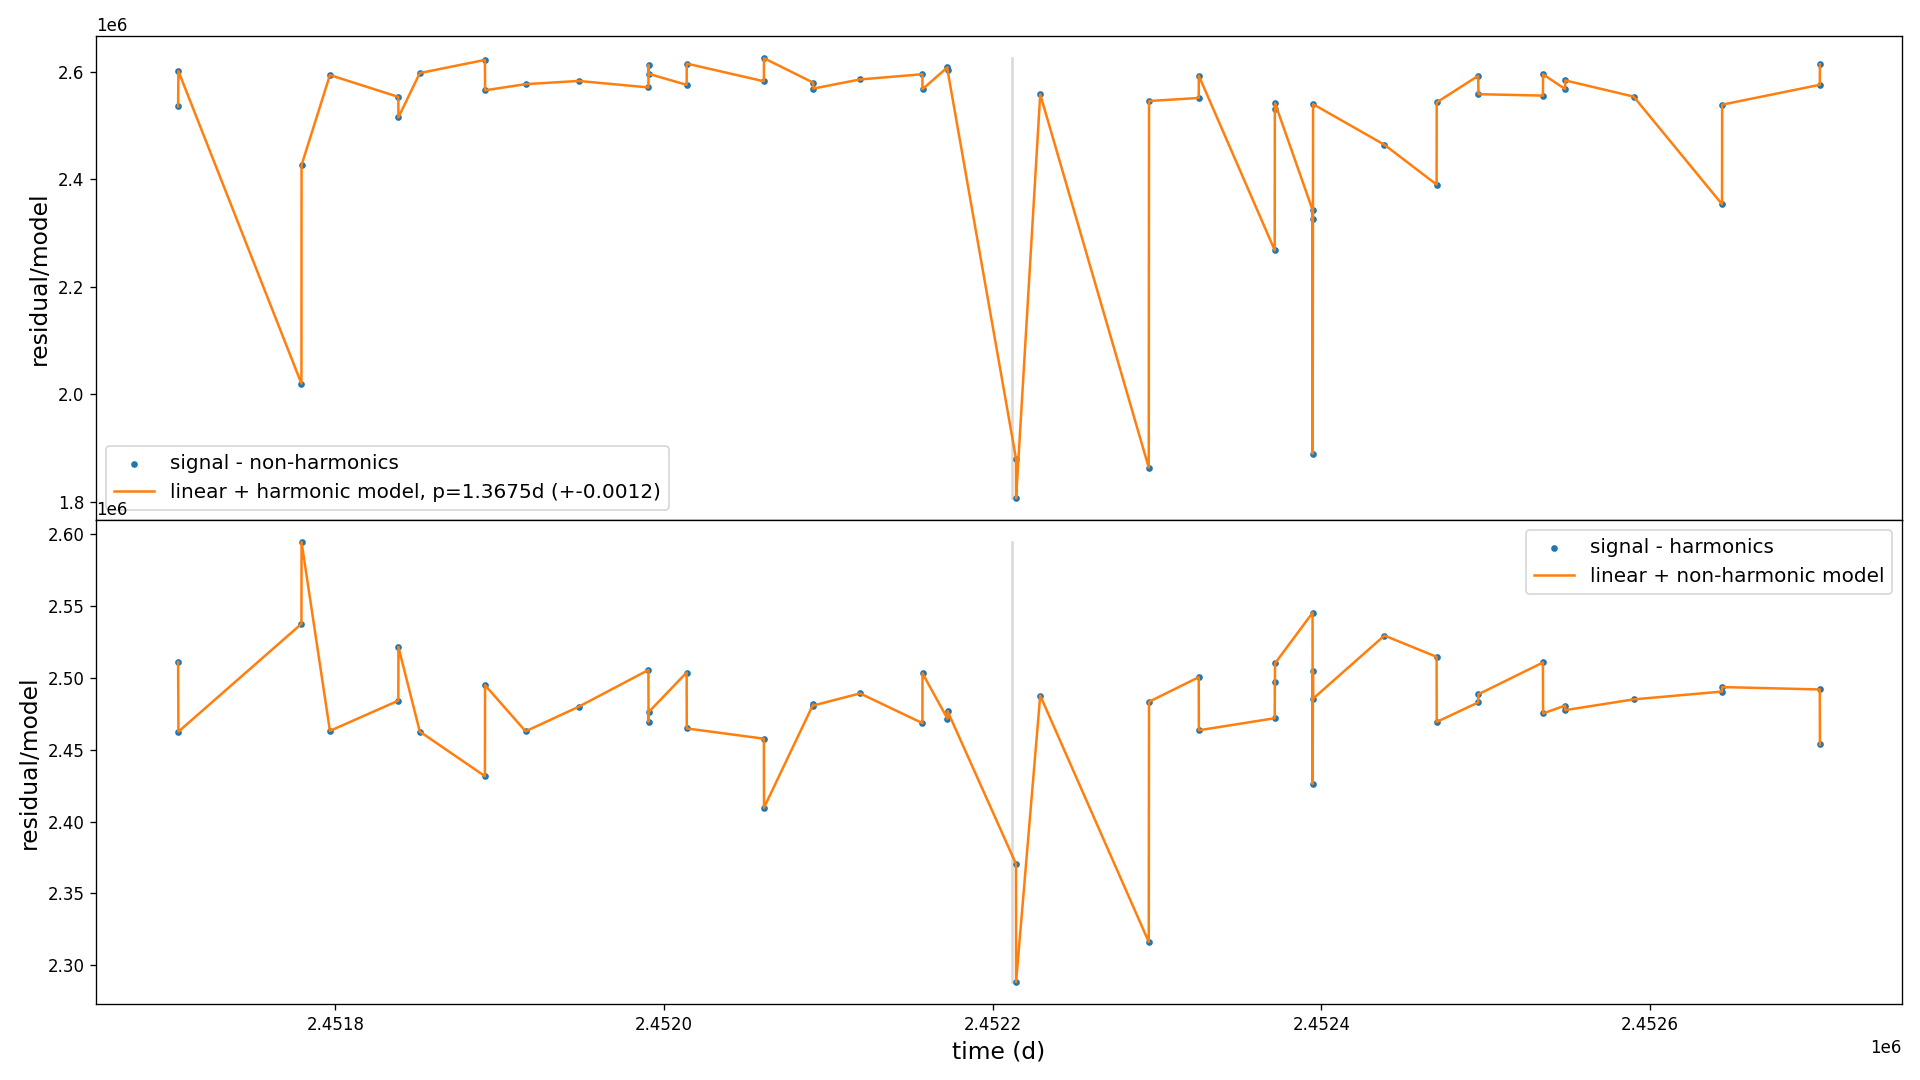 1e6
2.6
2.4
2.2
2.0
1.8
residual/model
signal - non-harmonics
linear + harmonic model, p=1.3675d (+-0.0012)
1e6
2.60
2.55
2.50
2.45
2.40
2.35
2.30
residual/model
signal - harmonics
linear + non-harmonic model
2.4518 2.4520 2.4522 2.4524 2.4526
time (d)
1e6